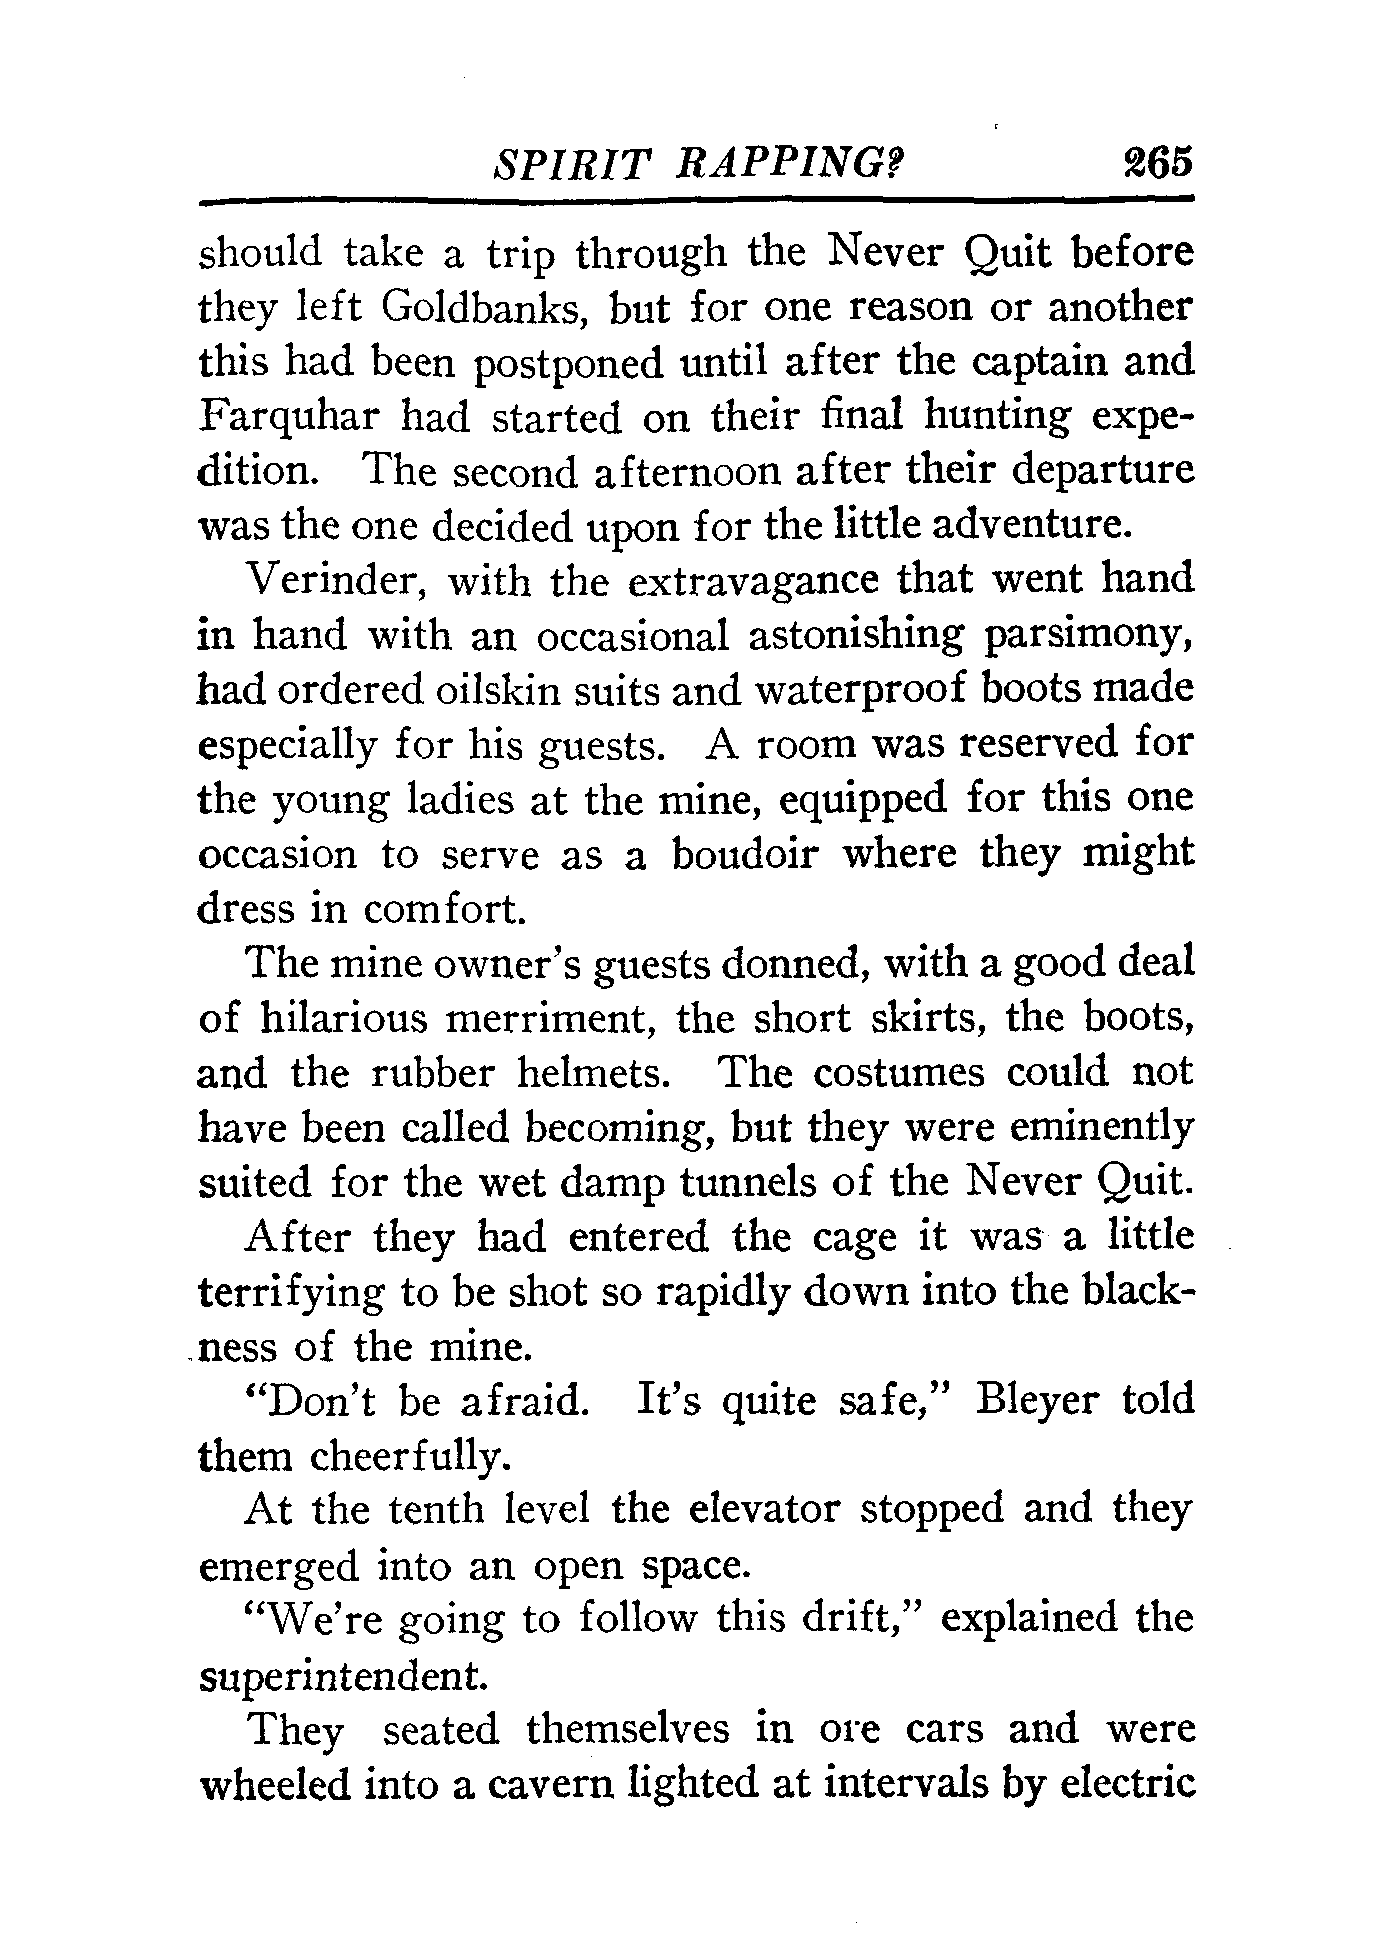 SPIRIT RAPPING? 265
should take a trip through the Never Quit before
they left Goldbanks, but for one reason or another
this had been postponed until after the captain and
Farquhar had started on their final hunting expe-
dition. The second afternoon after their departure
was the one decided upon for the little adventure.
Verinder, with the extravagance that went hand
in hand with an occasional astonishing parsimony,
had ordered oilskin suits and waterproof boots made
especially for his guests. A room was reserved for
the young ladies at the mine, equipped for this one
occasion to serve as a boudoir where they might
dress in comfort.
The mine owner's guests donned, with a good deal
of hilarious merriment, the short skirts, the boots,
and the rubber helmets. The costumes could not
have been called becoming, but they were eminently
suited for the wet damp tunnels of the Never Quit.
After they had entered the cage it was a little
terrifying to be shot so rapidly down into the black-
ness of the mine.
"Don't be afraid. It's quite safe," Bleyer told
them cheerfully.
At the tenth level the elevator stopped and they
emerged into an open space.
"We're going to follow this drift," explained the
superintendent.
They seated themselves in ore cars and were
wheeled into a cavern lighted at intervals by electric